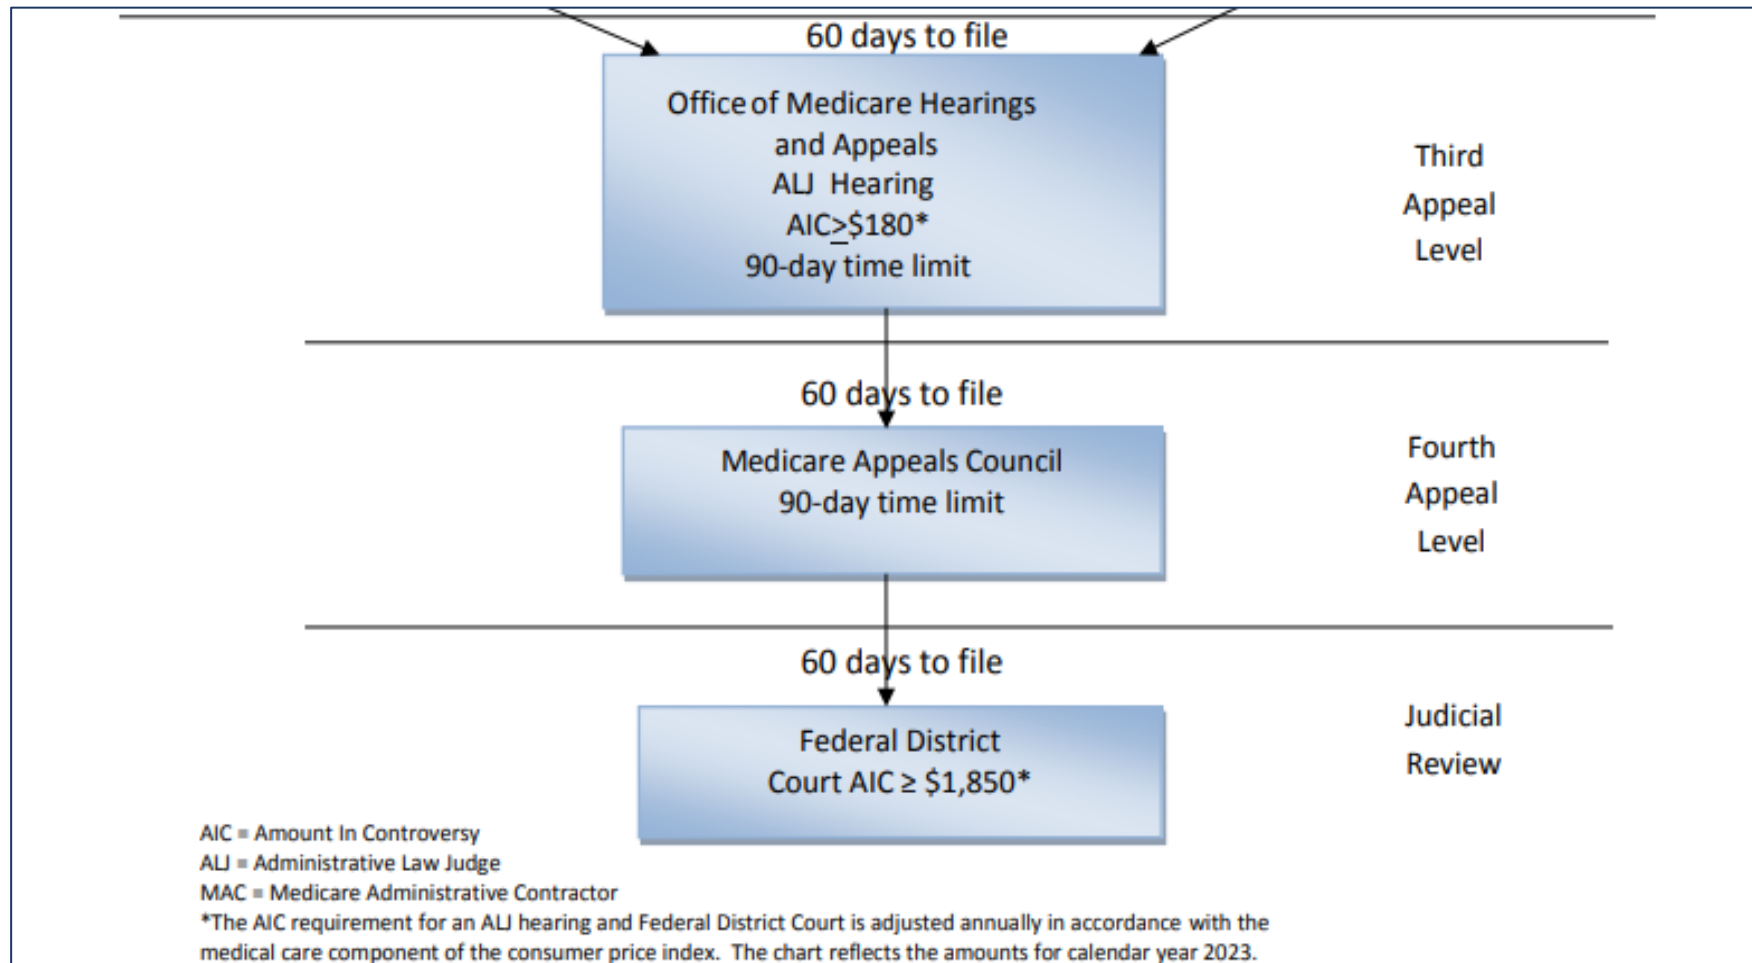 60 days to file
Office of Medicare Hearings
and Appeals
ALJ Hearing
AIC≥$180*
90-day time limit
Third
Appeal
Level
60 days to file
Medicare Appeals Council
90-day time limit
Fourth
Appeal
Level
60 days to file
Federal District
Court AIC ≥ $1,850*
Judicial
Review
AIC = Amount In Controversy
ALJ = Administrative Law Judge
MAC = Medicare Administrative Contractor
*The AIC requirement for an ALJ hearing and Federal District Court is adjusted annually in accordance with the
medical care component of the consumer price index. The chart reflects the amounts for calendar year 2023.